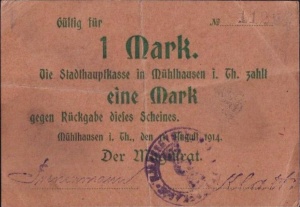 Gültig für №
1 Mark.
Die Stadthauptkasse in Mühlhausen i. Th. zahlt
eine Mark
gegen Rückgabe dieses Scheines.
Mühlhausen i. Th., den August 1914.
Der Magistrat.